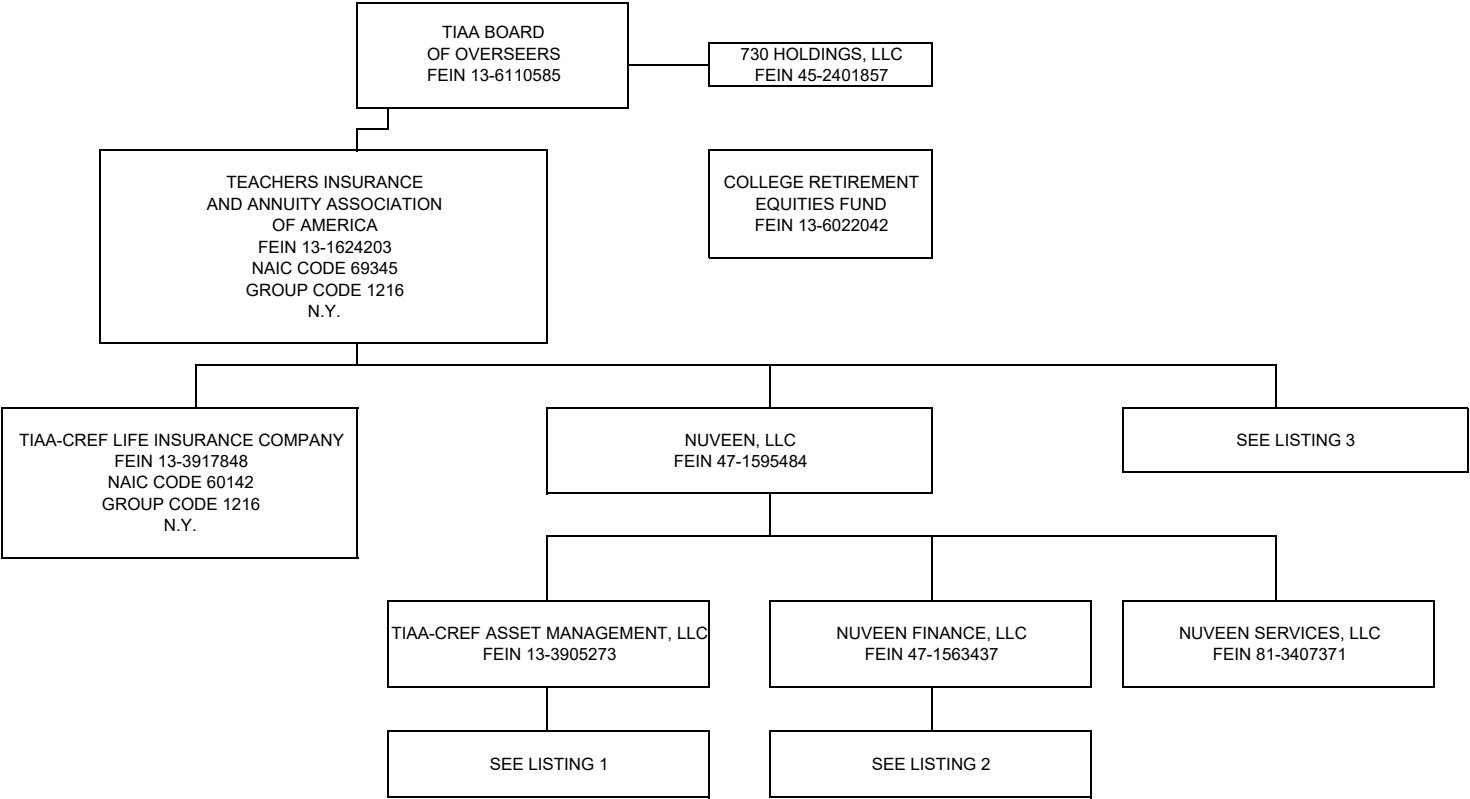 TIAA BOARD
OF OVERSEERS
FEIN 13-6110585
730 HOLDINGS, LLC
FEIN 45-2401857
TEACHERS INSURANCE
AND ANNUITY ASSOCIATION
OF AMERICA
FEIN 13-1624203
NAIC CODE 69345
GROUP CODE 1216
N.Y.
COLLEGE RETIREMENT
EQUITIES FUND
FEIN 13-6022042
TIAA-CREF LIFE INSURANCE COMPANY
FEIN 13-3917848
NAIC CODE 60142
GROUP CODE 1216
N.Y.
NUVEEN, LLC
FEIN 47-1595484
SEE LISTING 3
TIAA-CREF ASSET MANAGEMENT, LLC
FEIN 13-3905273
NUVEEN FINANCE, LLC
FEIN 47-1563437
NUVEEN SERVICES, LLC
FEIN 81-3407371
SEE LISTING 1
SEE LISTING 2